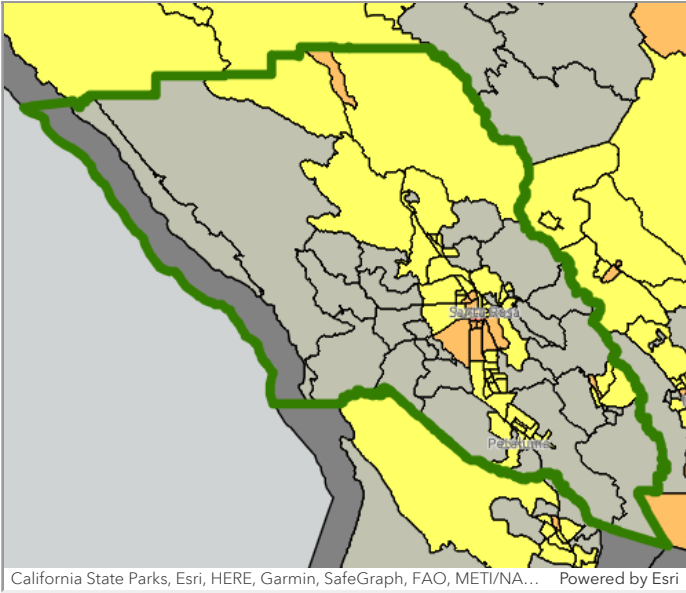 Santa Rosa
Petaluma
California State Parks, Esri, HERE, Garmin, SafeGraph, FAO, METI/NA... Powered by Esri